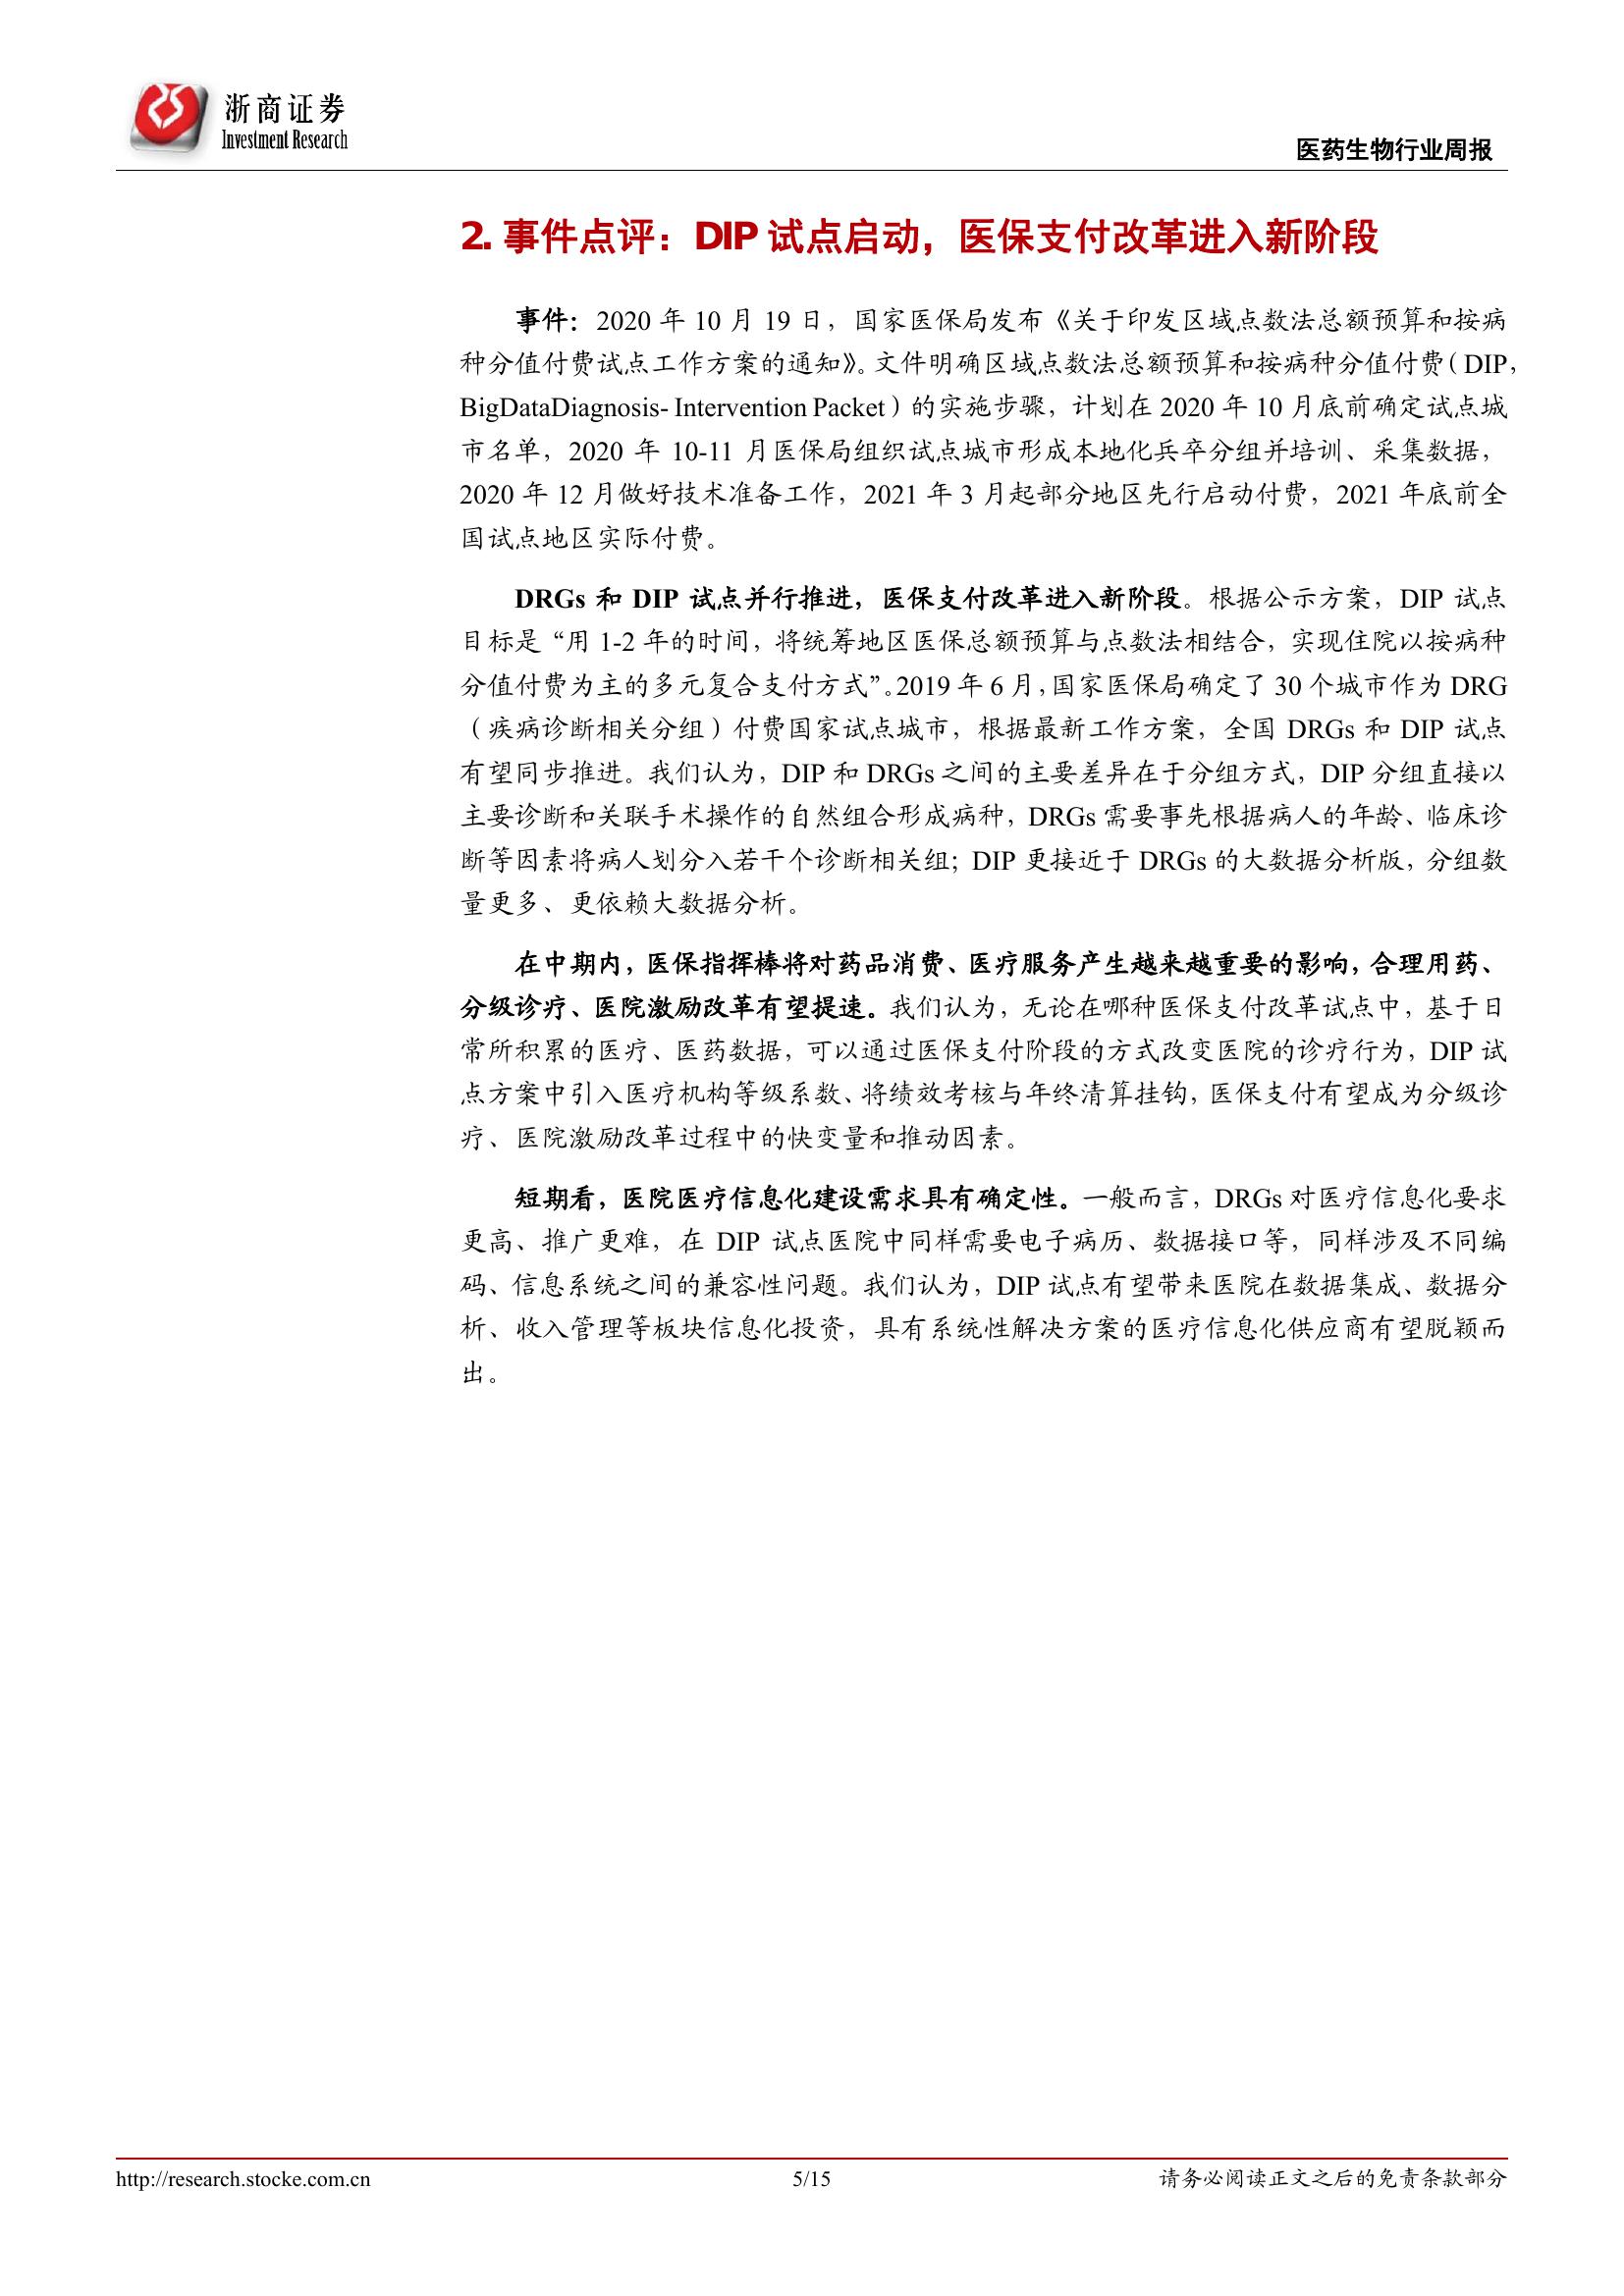 浙商证券
Investment Research
医药生物行业周报
2. 事件点评：DIP 试点启动，医保支付改革进入新阶段
事件：2020 年 10 月 19 日，国家医保局发布《关于印发区域点数法总额预算和按病
种分值付费试点工作方案的通知》。文件明确区域点数法总额预算和按病种分值付费（DIP，
BigDataDiagnosis- Intervention Packet）的实施步骤，计划在 2020 年 10 月底前确定试点城
市名单，2020 年 10-11 月医保局组织试点城市形成本地化兵卒分组并培训、采集数据，
2020 年 12 月做好技术准备工作，2021 年 3 月起部分地区先行启动付费，2021 年底前全
国试点地区实际付费。
DRGs 和 DIP 试点并行推进，医保支付改革进入新阶段。根据公示方案，DIP 试点
目标是“用 1-2 年的时间，将统筹地区医保总额预算与点数法相结合，实现住院以按病种
分值付费为主的多元复合支付方式”。2019 年 6 月，国家医保局确定了 30 个城市作为 DRG
（疾病诊断相关分组）付费国家试点城市，根据最新工作方案，全国 DRGs 和 DIP 试点
有望同步推进。我们认为，DIP 和 DRGs 之间的主要差异在于分组方式，DIP 分组直接以
主要诊断和关联手术操作的自然组合形成病种，DRGs 需要事先根据病人的年龄、临床诊
断等因素将病人划分入若干个诊断相关组；DIP 更接近于 DRGs 的大数据分析版，分组数
量更多、更依赖大数据分析。
在中期内，医保指挥棒将对药品消费、医疗服务产生越来越重要的影响，合理用药、
分级诊疗、医院激励改革有望提速。我们认为，无论在哪种医保支付改革试点中，基于日
常所积累的医疗、医药数据，可以通过医保支付阶段的方式改变医院的诊疗行为，DIP 试
点方案中引入医疗机构等级系数、将绩效考核与年终清算挂钩，医保支付有望成为分级诊
疗、医院激励改革过程中的快变量和推动因素。
短期看，医院医疗信息化建设需求具有确定性。一般而言，DRGs 对医疗信息化要求
更高、推广更难，在 DIP 试点医院中同样需要电子病历、数据接口等，同样涉及不同编
码、信息系统之间的兼容性问题。我们认为，DIP 试点有望带来医院在数据集成、数据分
析、收入管理等板块信息化投资，具有系统性解决方案的医疗信息化供应商有望脱颖而
出。
http://research.stocke.com.cn
5/15
请务必阅读正文之后的免责条款部分